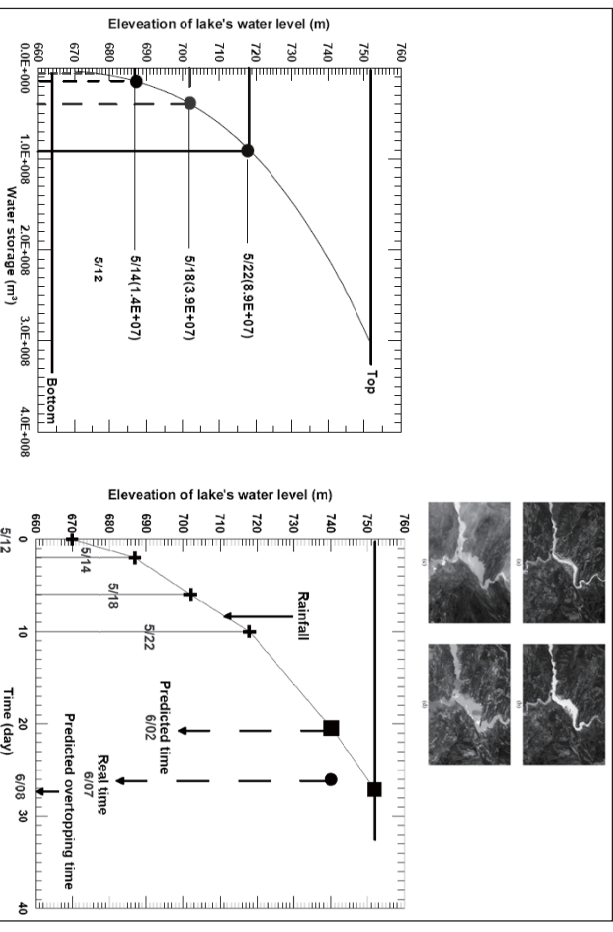 Eleveation of lake's water level (m)
760
750
740
730
720
710
700
690
680
670
660
Top
5/22(8.9E+07)
5/18(3.9E+07)
5/14(1.4E+07)
5/12
Bottom
0.0E+000 1.0E+008 2.0E+008 3.0E+008 4.0E+008
Water storage (m³)
(a) (b)
(c) (d)
Eleveation of lake's water level (m)
760
750
740
730
720
710
700
690
680
670
660
Rainfall
5/14
5/18
5/22
Predicted time
6/02
Real time
6/07
Predicted overtopping time
0 10 20 30 40
5/12 6/08
Time (day)